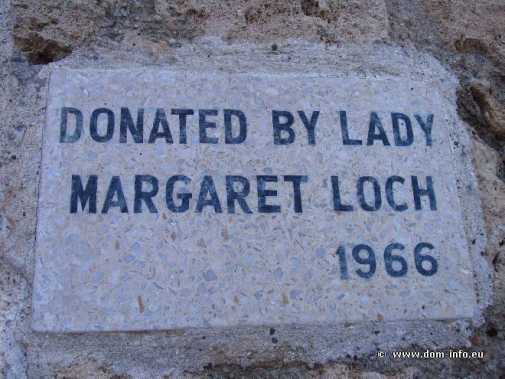 DONATED BY LADY
MARGARET LOCH
1966
© www.dom-info.eu